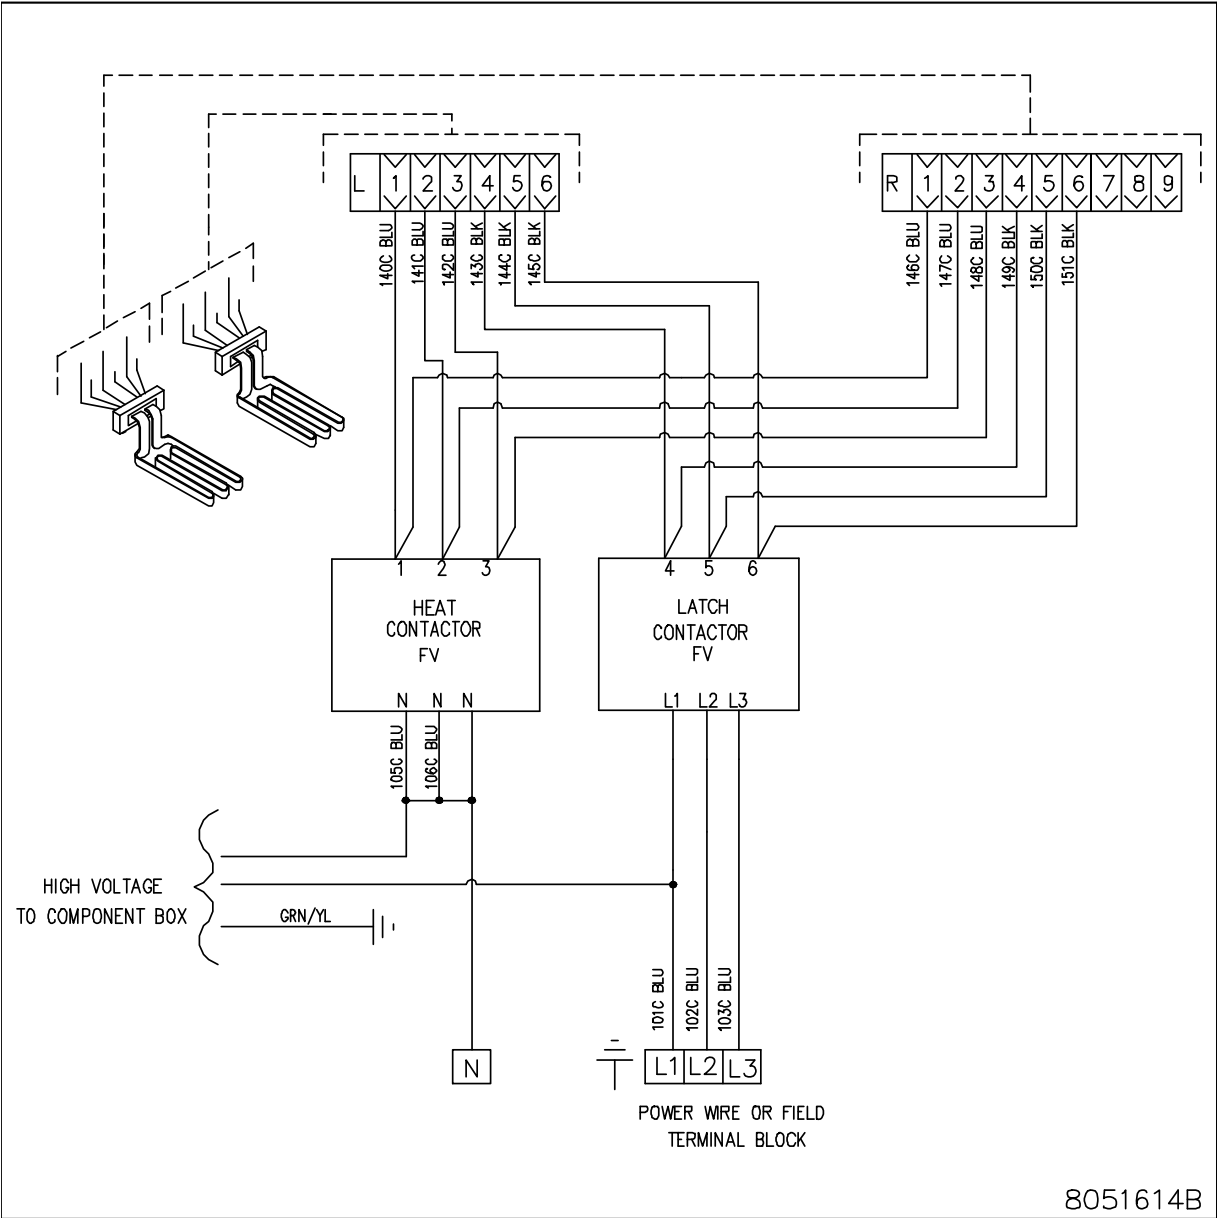 L 1 2 3 4 5 6
R 1 2 3 4 5 6 7 8 9
140C BLU
141C BLU
142C BLU
143C BLK
144C BLK
145C BLK
146C BLU
147C BLU
148C BLU
149C BLK
150C BLK
151C BLK
1 2 3
HEAT
CONTACTOR
FV
N N N
4 5 6
LATCH
CONTACTOR
FV
L1 L2 L3
105C BLU
106C BLU
HIGH VOLTAGE
TO COMPONENT BOX
GRN/YL
101C BLU
102C BLU
103C BLU
N
L1 L2 L3
POWER WIRE OR FIELD
TERMINAL BLOCK
8051614B